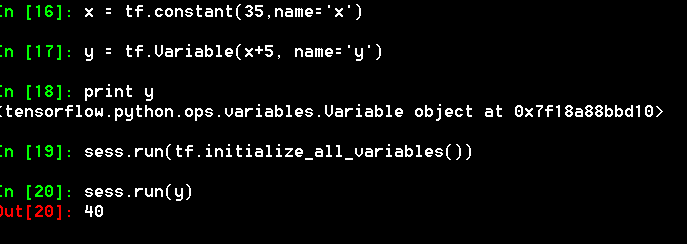 In [16]: x = tf.constant(35,name='x')
In [17]: y = tf.Variable(x+5, name='y')
In [18]: print y
<tensorflow.python.ops.variables.Variable object at 0x7f18a88bbd10>
In [19]: sess.run(tf.initialize_all_variables())
In [20]: sess.run(y)
Out[20]: 40